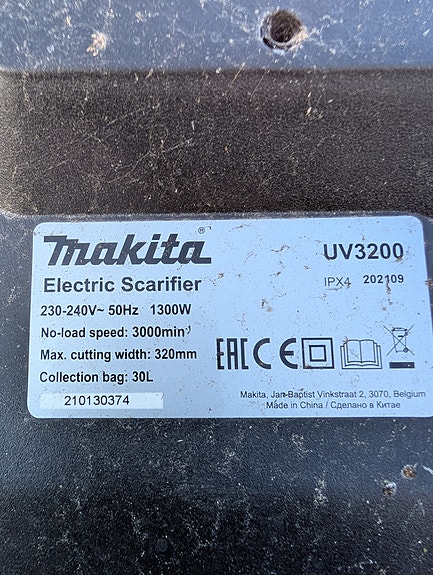 makita®
UV3200
Electric Scarifier
IPX4 202109
230-240V~ 50Hz 1300W
No-load speed: 3000min-1
Max. cutting width: 320mm
Collection bag: 30L
210130374
EAC CE
Makita, Jan-Baptist Vinkstraat 2, 3070, Belgium
Made in China / Сделано в Китае